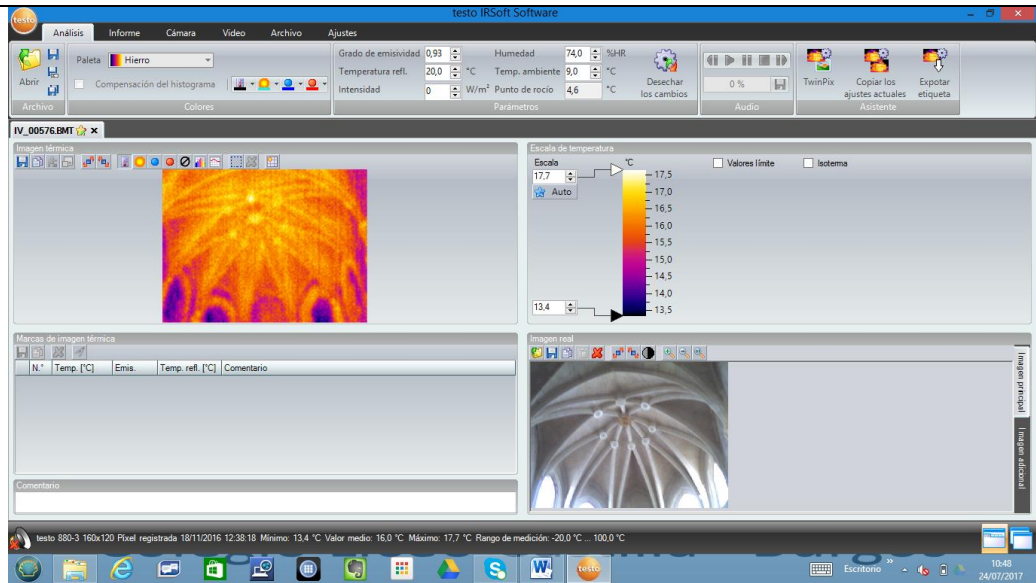 testo IRSoft Software
testo
Análisis Informe Cámara Video Archivo Ajustes
Abrir
Archivo
Paleta Hierro
Compensación del histograma
Colores
Grado de emisividad 0,93 Humedad 74,0 %HR
Temperatura refl. 20,0 °C Temp. ambiente 9,0 °C
Intensidad 0 W/m² Punto de rocío 4,6 °C
Desechar los cambios
Parámetros
0 %
Audio
TwinPix
Copiar los ajustes actuales
Expotar etiqueta
Asistente
IV_00576.BMT
Imagen térmica
Escala de temperatura
Escala °C
17,7
Auto
13,4
17,5
17,0
16,5
16,0
15,5
15,0
14,5
14,0
13,5
Valores límite Isoterma
Marcas de imagen térmica
N.° Temp. [°C] Emis. Temp. refl. [°C] Comentario
Comentario
Imagen real
Imagen principal
Imagen adicional
testo 880-3 160x120 Pixel registrada 18/11/2016 12:38:18 Mínimo: 13,4 °C Valor medio: 16,0 °C Máximo: 17,7 °C Rango de medición: -20,0 °C ... 100,0 °C
W
testo
Escritorio
10:48
24/07/2017